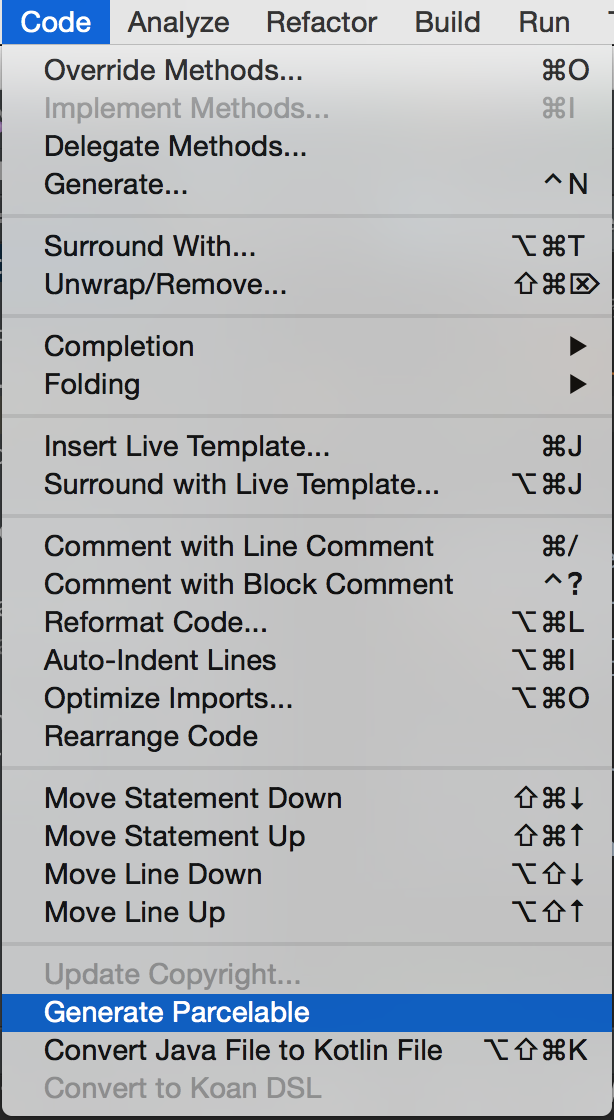 Code Analyze Refactor Build Run
Override Methods... ⌘O
Implement Methods... ⌘I
Delegate Methods...
Generate... ^N
Surround With... ⌥⌘T
Unwrap/Remove... ⇧⌘⌦
Completion ▶
Folding ▶
Insert Live Template... ⌘J
Surround with Live Template... ⌥⌘J
Comment with Line Comment ⌘/
Comment with Block Comment ^?
Reformat Code... ⌥⌘L
Auto-Indent Lines ⌥⌘I
Optimize Imports... ⌥⌘O
Rearrange Code
Move Statement Down ⇧⌘↓
Move Statement Up ⇧⌘↑
Move Line Down ⌥⇧↓
Move Line Up ⌥⇧↑
Update Copyright...
Generate Parcelable
Convert Java File to Kotlin File ⌥⇧⌘K
Convert to Koan DSL